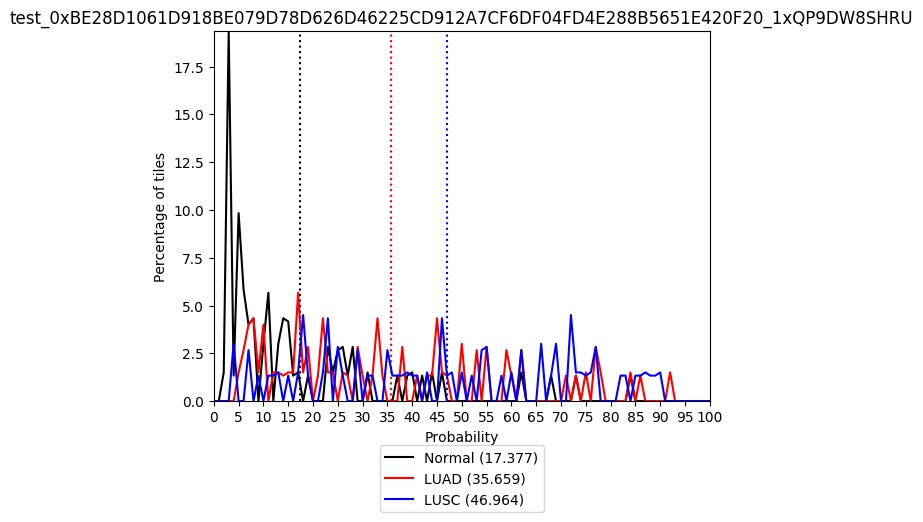 test_0xBE28D1061D918BE079D78D626D46225CD912A7CF6DF04FD4E288B5651E420F20_1xQP9DW8SHRU
17.5
15.0
12.5
10.0
7.5
5.0
2.5
0.0
Percentage of tiles
0 5 10 15 20 25 30 35 40 45 50 55 60 65 70 75 80 85 90 95 100
Probability
Normal (17.377)
LUAD (35.659)
LUSC (46.964)